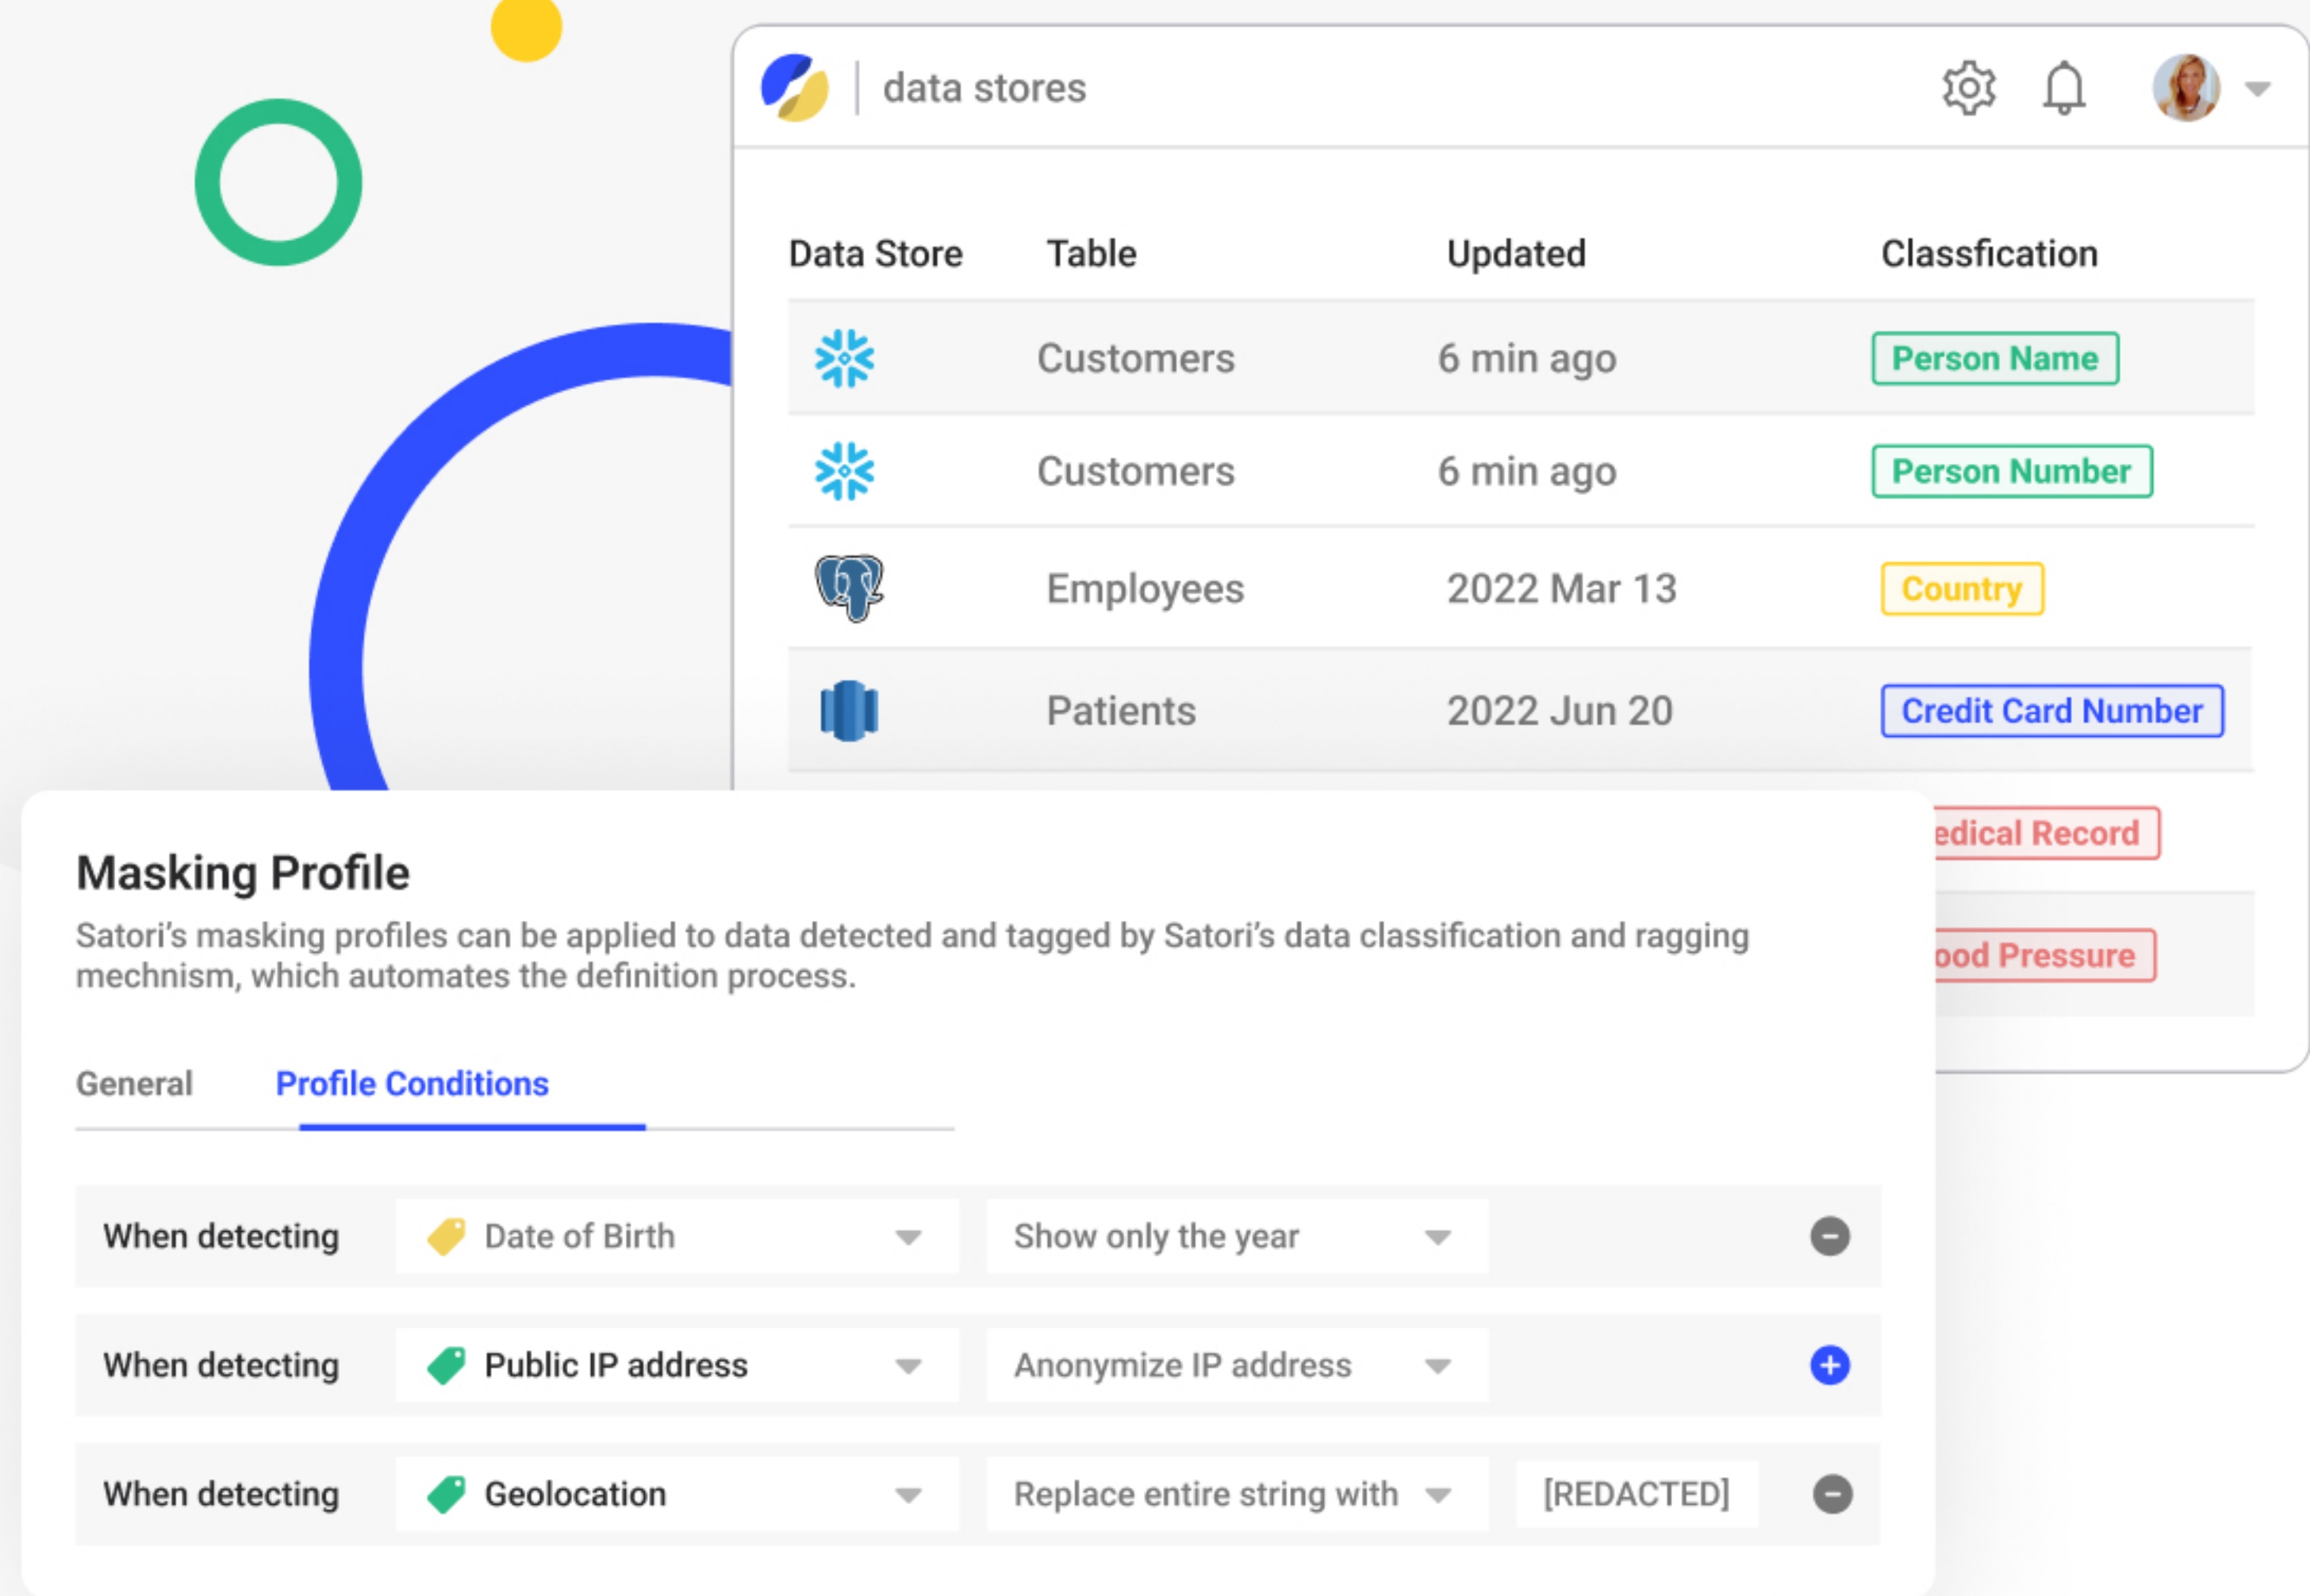 data stores
Data Store Table Updated Classfication
Customers 6 min ago Person Name
Customers 6 min ago Person Number
Employees 2022 Mar 13 Country
Patients 2022 Jun 20 Credit Card Number
edical Record
ood Pressure
Masking Profile
Satori’s masking profiles can be applied to data detected and tagged by Satori’s data classification and ragging
mechnism, which automates the definition process.
General Profile Conditions
When detecting Date of Birth Show only the year
When detecting Public IP address Anonymize IP address
When detecting Geolocation Replace entire string with [REDACTED]